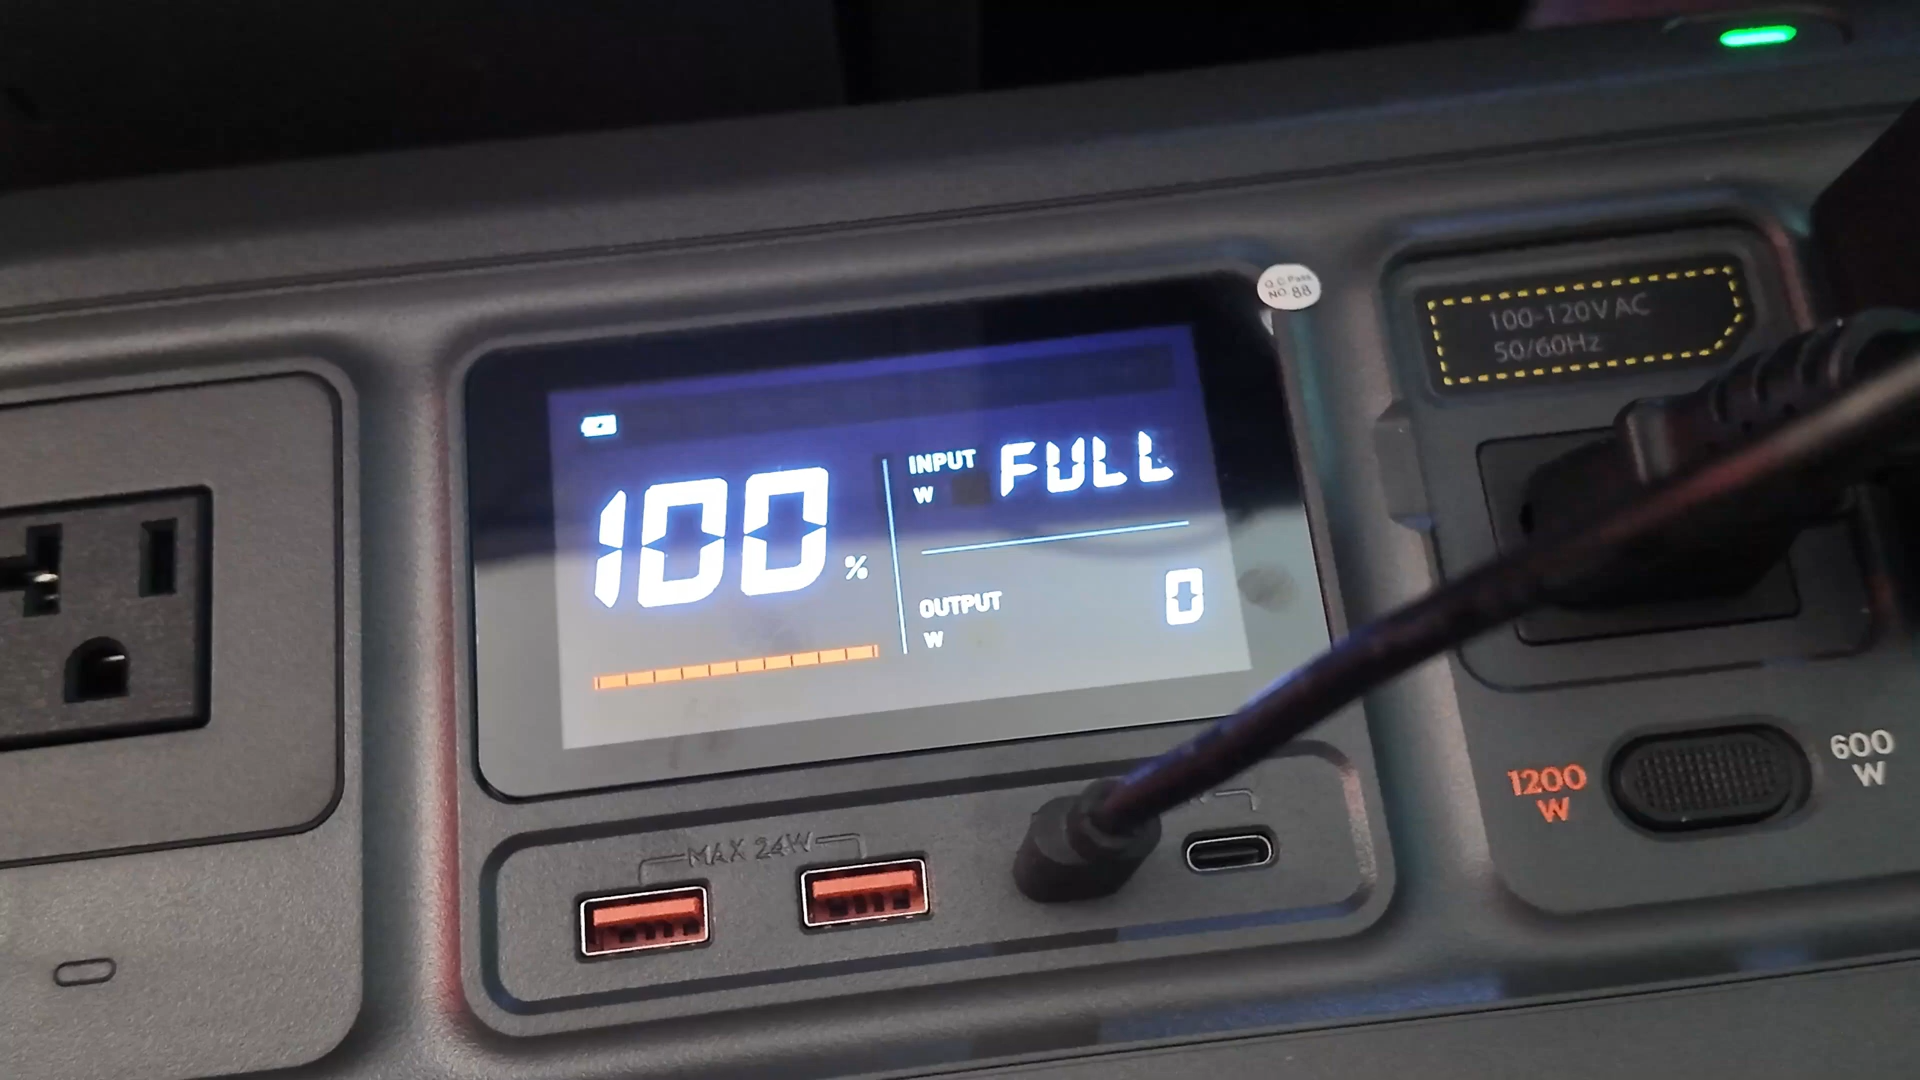 Q.C Pass
NO. 88
100-120V AC
50/60Hz
100 %
INPUT
W
FULL
OUTPUT
W
0
MAX 24W
1200
W
600
W